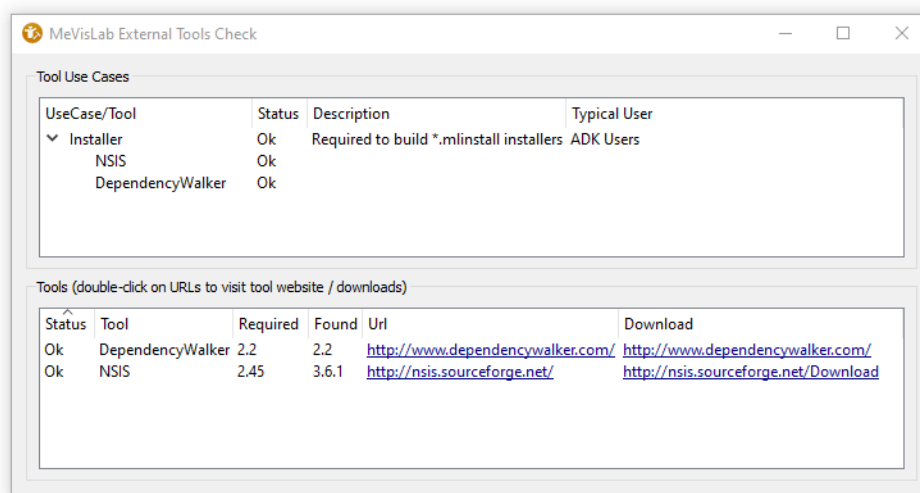 MeVisLab External Tools Check
Tool Use Cases
UseCase/Tool Status Description Typical User
Installer Ok Required to build *.mlinstall installers ADK Users
NSIS Ok
DependencyWalker Ok
Tools (double-click on URLs to visit tool website / downloads)
Status Tool Required Found Url Download
Ok DependencyWalker 2.2 2.2 http://www.dependencywalker.com/ http://www.dependencywalker.com/
Ok NSIS 2.45 3.6.1 http://nsis.sourceforge.net/ http://nsis.sourceforge.net/Download